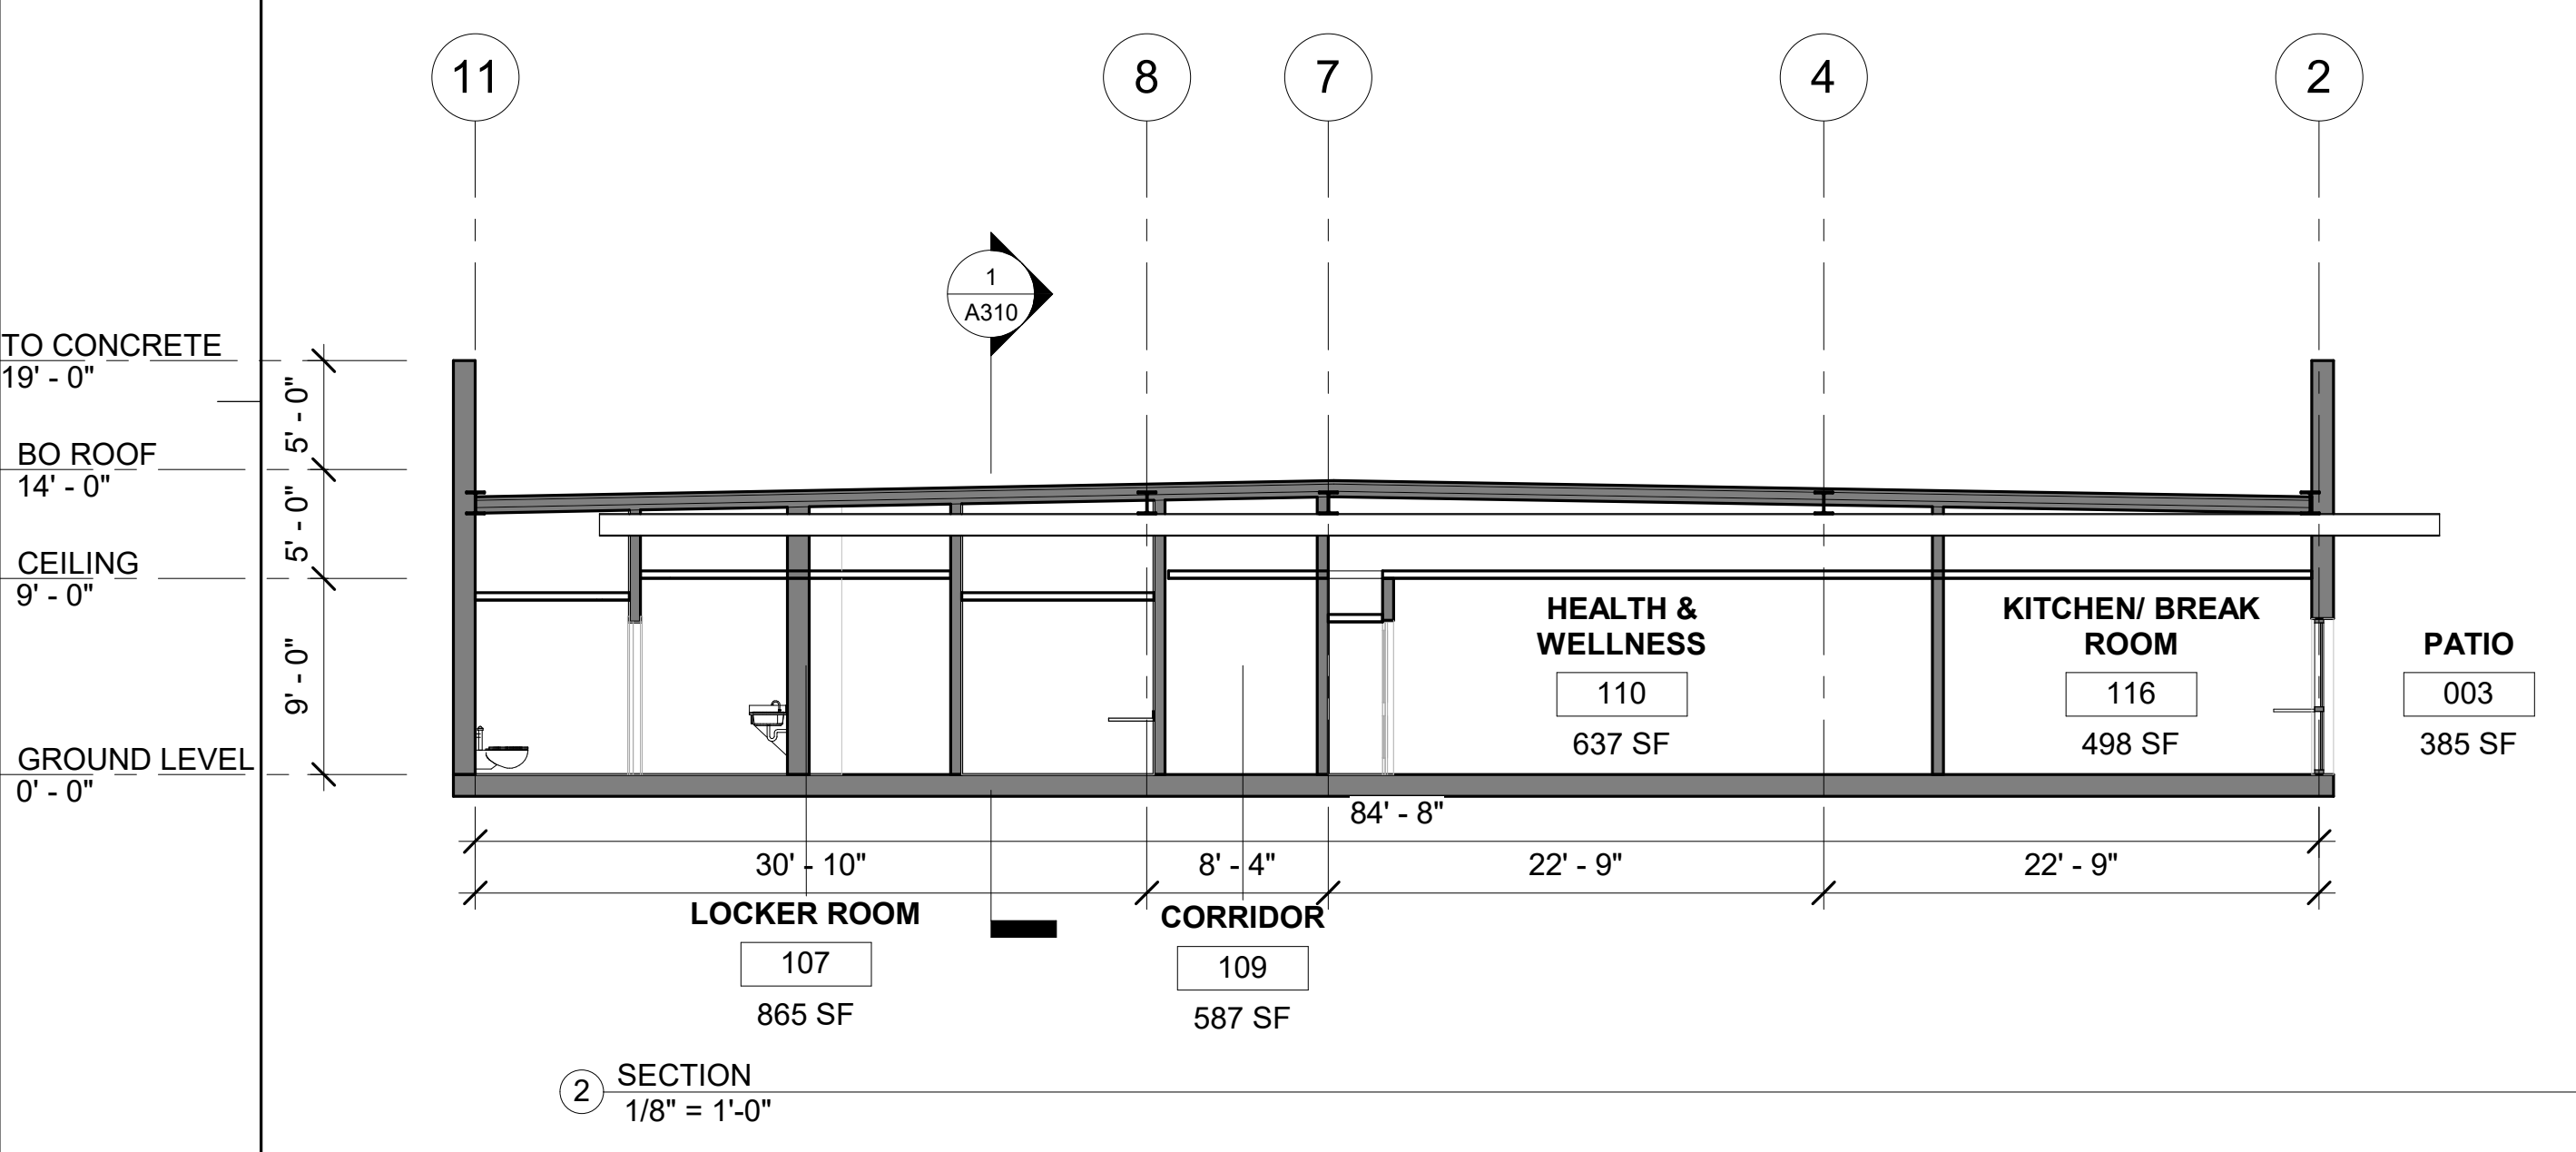 11
8
7
4
2
1
A310
TO CONCRETE
19' - 0"
5' - 0"
BO ROOF
14' - 0"
5' - 0"
CEILING
9' - 0"
9' - 0"
GROUND LEVEL
0' - 0"
HEALTH &
WELLNESS
110
637 SF
KITCHEN/ BREAK
ROOM
116
498 SF
PATIO
003
385 SF
84' - 8"
30' - 10"
8' - 4"
22' - 9"
22' - 9"
LOCKER ROOM
107
865 SF
CORRIDOR
109
587 SF
2
SECTION
1/8" = 1'-0"